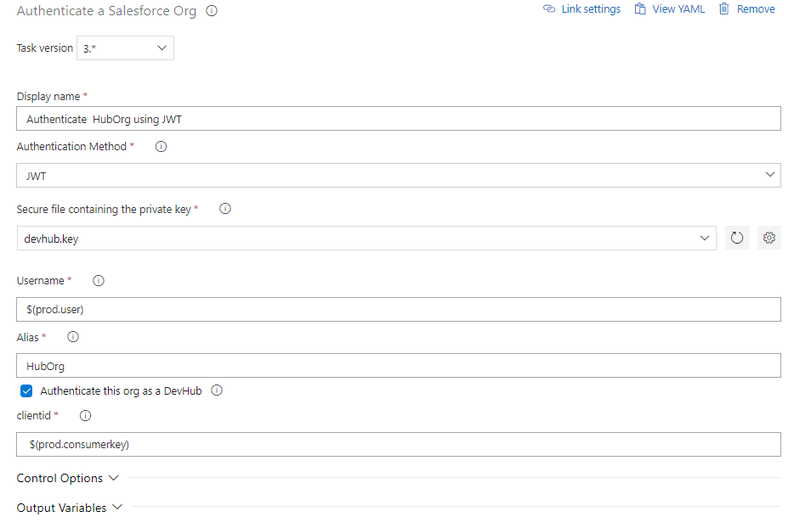 Authenticate a Salesforce Org
Link settings View YAML Remove
Task version 3.*
Display name *
Authenticate HubOrg using JWT
Authentication Method *
JWT
Secure file containing the private key *
devhub.key
Username *
$(prod.user)
Alias *
HubOrg
Authenticate this org as a DevHub
clientid *
$(prod.consumerkey)
Control Options
Output Variables